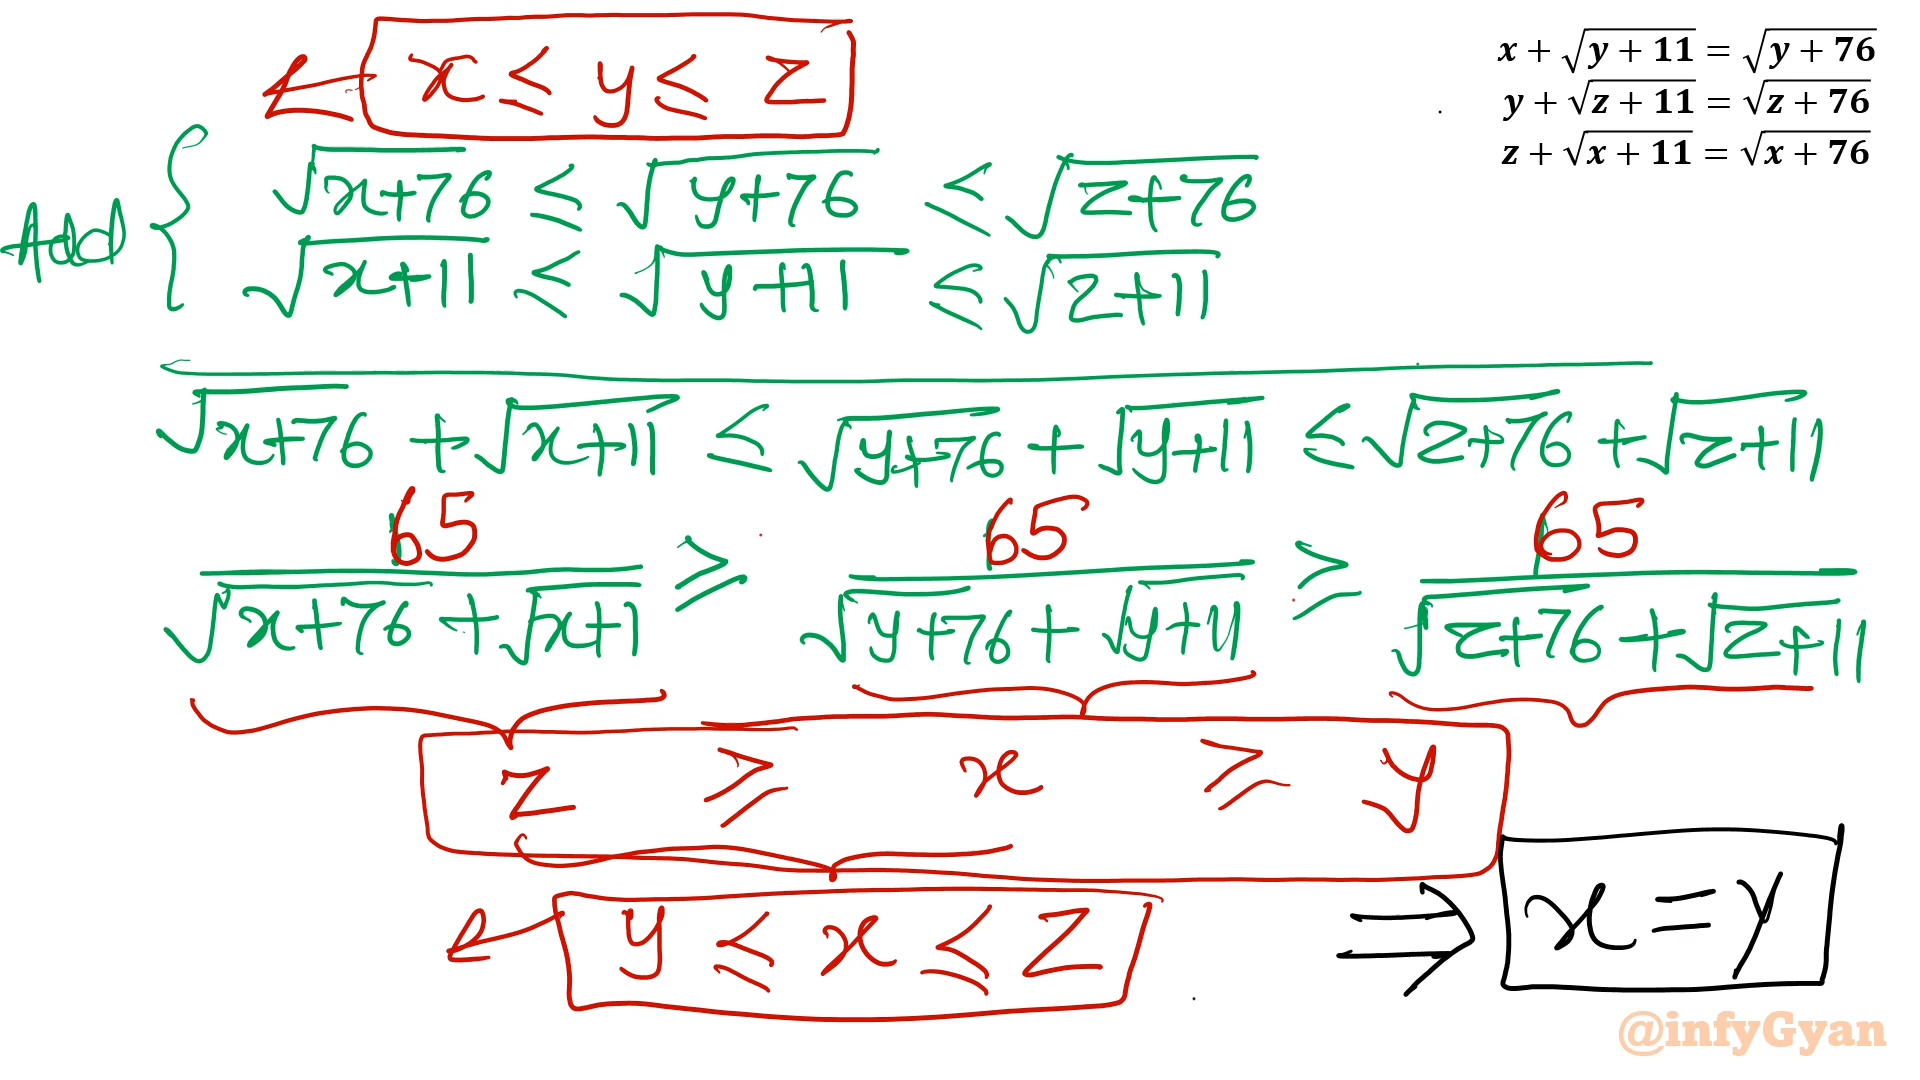 x ≤ y ≤ z
x + √(y + 11) = √(y + 76)
y + √(z + 11) = √(z + 76)
z + √(x + 11) = √(x + 76)
Add { √(x+76) ≤ √(y+76) ≤ √(z+76)
√(x+11) ≤ √(y+11) ≤ √(z+11)
√(x+76) + √(x+11) ≤ √(y+76) + √(y+11) ≤ √(z+76) + √(z+11)
65 ≥ 65 ≥ 65
√(x+76) + √(x+1) √(y+76) + √(y+11) √(z+76) + √(z+11)
z ≥ x ≥ y
y ≤ x ≤ z ⇒ x = y
@infyGyan